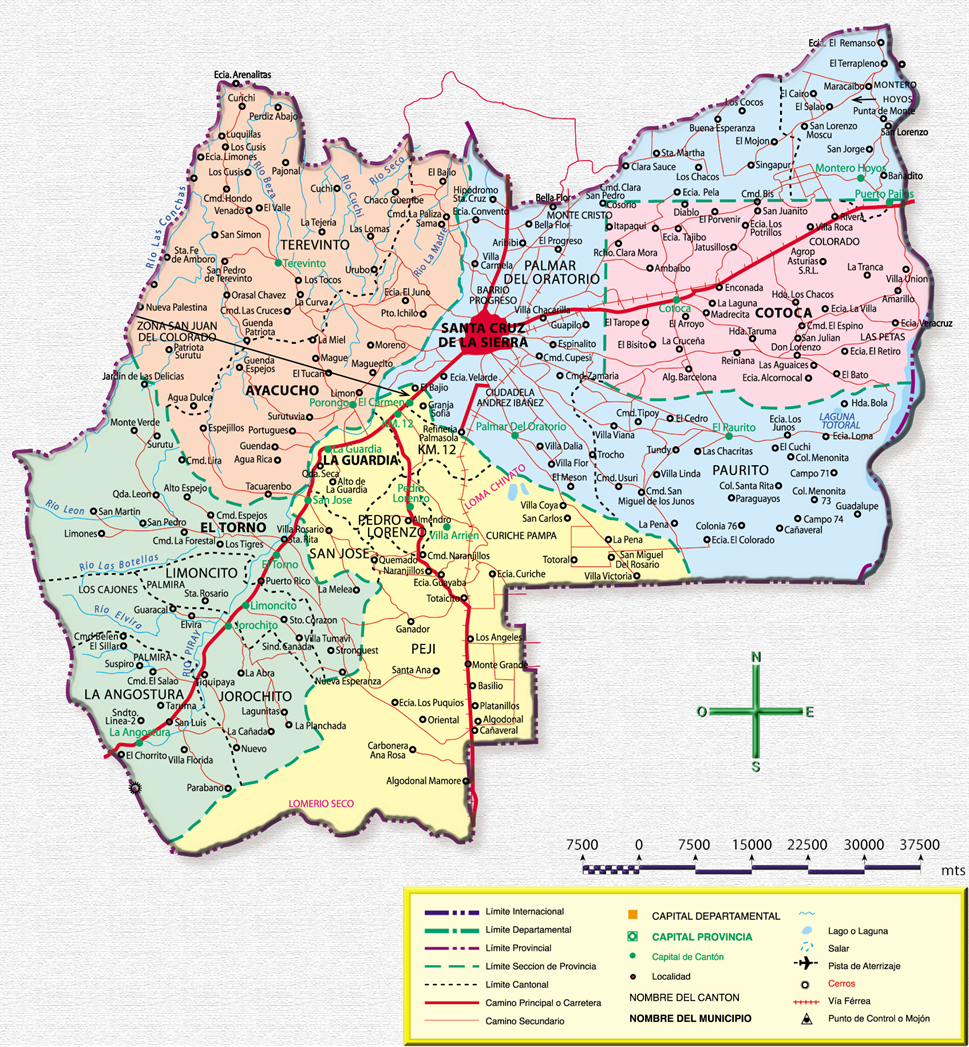 Ecia. Arenalitas
Curichi
Perdiz Abajo
Luquillas
Los Cusis
Ecia. Limones
Los Cusis
Pajonal
Río Geza
Cmd. Hondo
Venado
El Valle
Cuchi
Río Cuchi
Río Seco
Chaco Guembe
El Bajio
Hipódromo
Sta. Cruz
Cmd. La Paliza
Samac
Ecia. Convento
San Simon
La Tejeria
Las Lomas
TEREVINTO
Río Las Conchas
Río La Madre
Sta. Fe
de Amboro
San Pedro
de Terevinto
Terevinto
Urubo
Los Tocos
Orasal Chavez
La Curva
Ecia. El Juno
Pto. Ichilo
Nueva Palestina
Cmd. Las Cruces
ZONA SAN JUAN
DEL COLORADO
Guenda
Patriota
Surutu
Patriota
Surutu
La Miel
Moreno
Guenda
Espejos
Mague
Maguecito
El Tucan
AYACUCHO
Limon
Porongo
El Carmen
El Bajio
Granja
Sofia
Jardin de Las Delicias
Agua Dulce
Surutuvia
KM. 12
Refineria
Palmasola
KM. 12
Monte Verde
Surutu
Espejillos
Portugues
Guenda
Agua Rica
Cmd. Lira
La Guardia
LA GUARDIA
Tacuarenbo
Qda. Seca
Alto de
La Guardia
San Jose
Qda. Leon
Alto Espejo
Río Leon
San Martin
San Pedro
Cmd. Espejos
EL TORNO
Limones
Cmd. La Forestal
Los Tigres
Villa Rosario
Sta. Rita
SAN JOSE
Pedro
Lorenzo
PEDRO
LORENZO
Almendro
Villa Arrien
CURICHE PAMPA
LOMA CHIVATO
Río Las Botellas
LOS CAJONES
PALMIRA
LIMONCITO
El Torno
Quemado
Naranjillos
Cmd. Naranjillos
Ecia. Guayaba
Ecia. Curiche
Sta. Rosario
Puerto Rico
La Melea
Totaicito
Río Elvira
Guaracal
Elvira
Limoncito
Jorochito
Sto. Corazon
Ganador
Cmd. Belen
El Sillar
PALMIRA
Suspiro
Cmd. El Salao
RÍO PIRAY
Villa Tumavi
Sind. Canada
Stronquest
PEJI
Los Angeles
Monte Grande
LA ANGOSTURA
Tiquipaya
La Abra
JOROCHITO
Nueva Esperanza
Santa Ana
Basilio
Taruma
Sndto.
Linea-2
San Luis
Lagunitas
La Planchada
Ecia. Los Puquios
Oriental
Platanillos
Algodonal
Cañaveral
La Angostura
La Cañada
Nuevo
El Chorrito
Villa Florida
Carbonera
Ana Rosa
Parabano
Algodonal Mamore
LOMERIO SECO
Ecia. El Remanso
El Terrapleno
Maracaibo
MONTERO
HOYOS
El Cairo
El Salao
Punta de Monte
San Lorenzo
Los Cocos
Buena Esperanza
San Lorenzo
Moscu
El Mojon
San Jorge
Sta. Martha
Clara Sauce
Los Chacos
Singapur
Montero Hoyos
Bañadito
Puerto Pailas
Cmd. Clara
San Pedro
Cosorio
Bella Flor
MONTE CRISTO
Bella Flor
Ecia. Pela
Diablo
El Porvenir
Cmd. Bis
San Juanito
Rivera
Villa Roca
Itapaqui
Ecia. Tajibo
Jatusillos
Ecia. Los
Potrillos
COLORADO
Aribibi
El Progreso
Rcho. Clara Mora
Villa
Carmela
PALMAR
DEL ORATORIO
BARRIO
PROGRESO
Ambaibo
Agrop
Asturias
S.R.L.
La Tranca
Villa Union
Amarillo
Enconada
Hda. Los Chacos
Villa Chacarilla
Cotoca
La Laguna
Madrecita
COTOCA
Ecia. La Villa
SANTA CRUZ
DE LA SIERRA
Guapilo
El Tarope
El Arroyo
Hda. Taruma
Cmd. El Espino
San Julian
LAS PETAS
Ecia. Veracruz
Espinalito
Cmd. Cupesi
El Bisito
La Cruceña
Reiniana
Don Lorenzo
Ecia. El Retiro
Las Aguaices
Ecia. Velarde
CIUDADELA
ANDREZ IBAÑEZ
Cmd. Zamaria
Alg. Barcelona
Ecia. Alcornocal
El Bato
Hda. Bola
Palmar Del Oratorio
Cmd. Tipoy
Villa Viana
El Cedro
El Paurito
Ecia. Los
Junos
LAGUNA
TOTORAL
Ecia. Loma
Villa Dalia
Trocho
Tundy
Las Chacritas
El Cuchi
Col. Menonita
Villa Flor
El Meson
Cmd. Usuri
Villa Linda
PAURITO
Campo 71
Col. Santa Rita
Cmd. San
Miguel de los Junos
Paraguayos
Col. Menonita
73
Guadalupe
Villa Coya
San Carlos
La Pena
Colonia 76
Campo 74
Cañaveral
La Pena
Ecia. El Colorado
Totoral
San Miguel
Del Rosario
Villa Victoria
N
O
E
S
7500 0 7500 15000 22500 30000 37500
mts
Límite Internacional
Límite Departamental
Límite Provincial
Límite Seccion de Provincia
Límite Cantonal
Camino Principal o Carretera
Camino Secundario
CAPITAL DEPARTAMENTAL
CAPITAL PROVINCIA
Capital de Cantón
Localidad
NOMBRE DEL CANTON
NOMBRE DEL MUNICIPIO
Lago o Laguna
Salar
Pista de Aterrizaje
Cerros
Vía Férrea
Punto de Control o Mojón